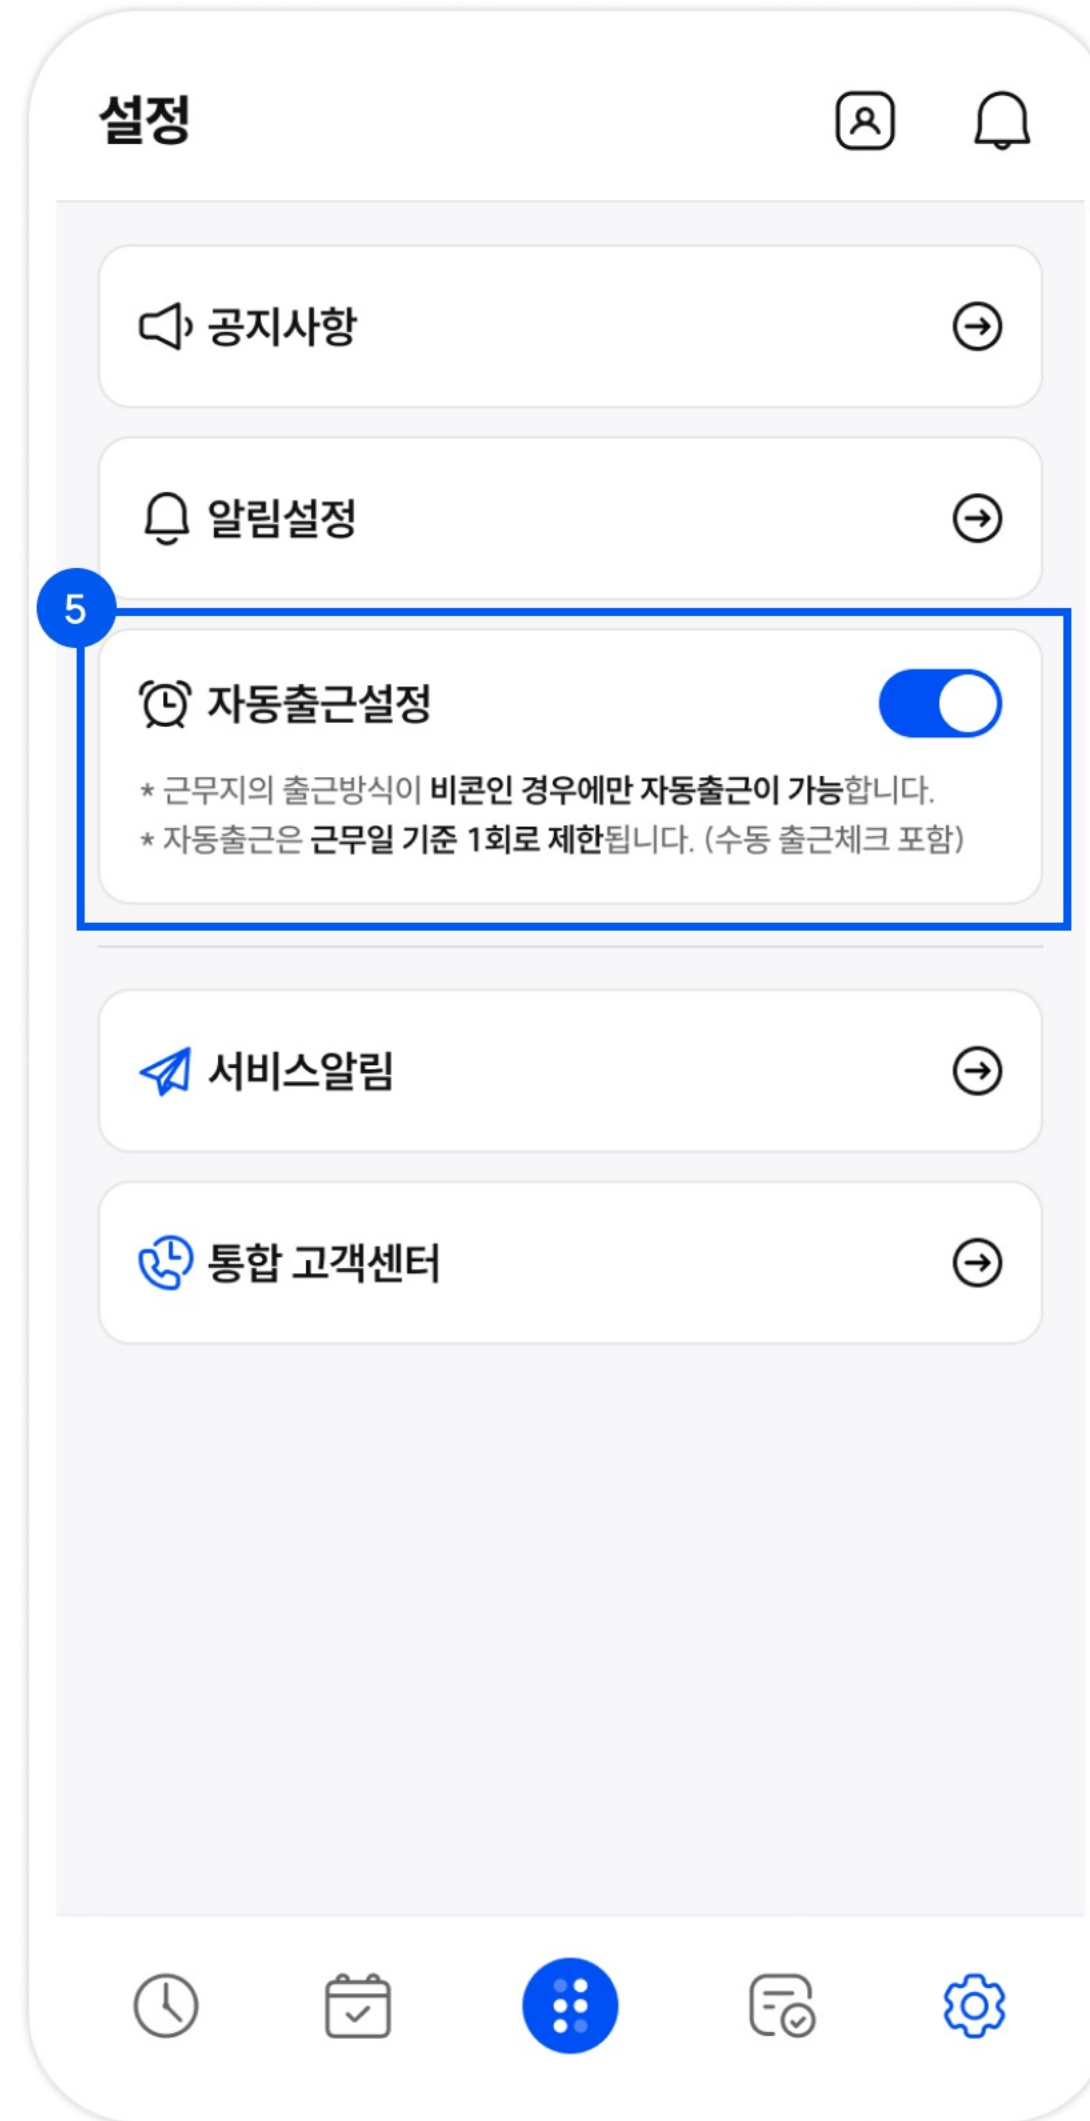 설정
공지사항
알림설정
5
자동출근설정
* 근무지의 출근방식이 비콘인 경우에만 자동출근이 가능합니다.
* 자동출근은 근무일 기준 1회로 제한됩니다. (수동 출근체크 포함)
서비스알림
통합 고객센터